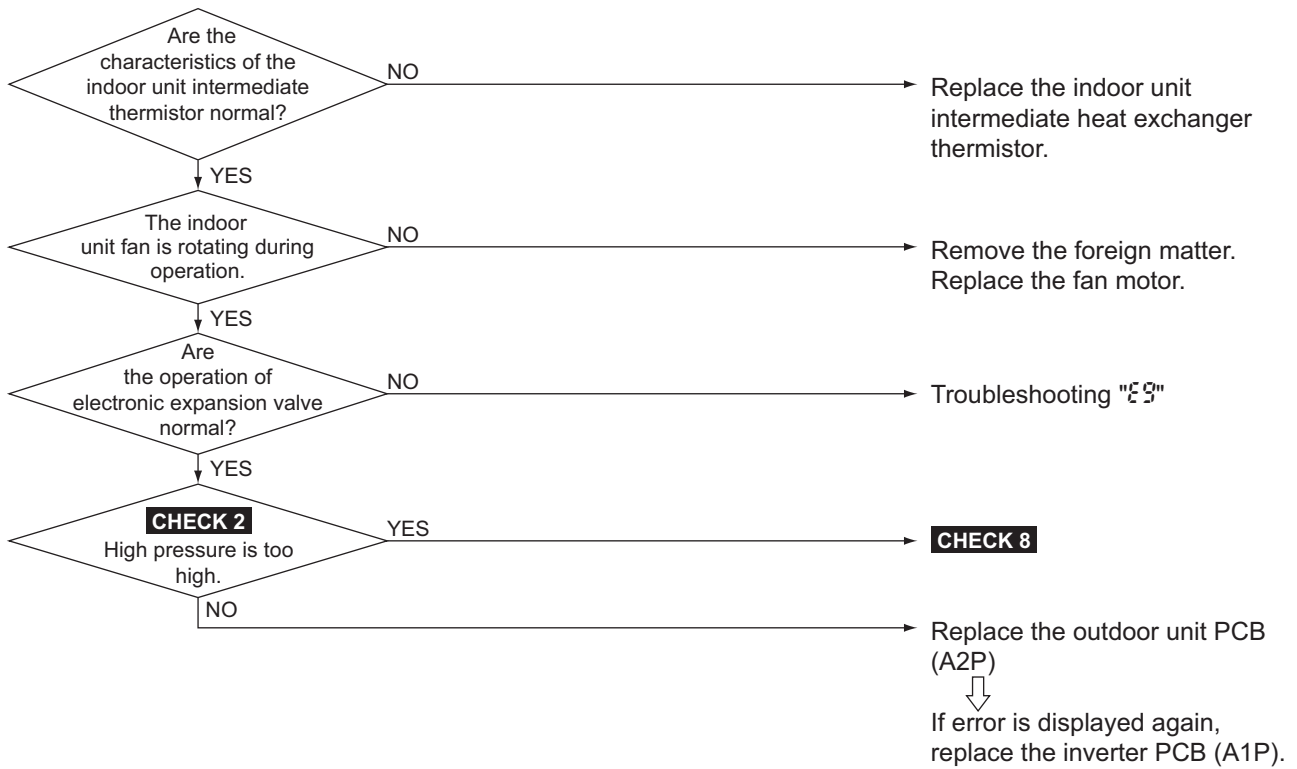 Are the
characteristics of the
indoor unit intermediate
thermistor normal?
NO
Replace the indoor unit
intermediate heat exchanger
thermistor.
YES
The indoor
unit fan is rotating during
operation.
NO
Remove the foreign matter.
Replace the fan motor.
YES
Are
the operation of
electronic expansion valve
normal?
NO
Troubleshooting "E9"
YES
CHECK 2
High pressure is too
high.
YES
CHECK 8
NO
Replace the outdoor unit PCB
(A2P)
If error is displayed again,
replace the inverter PCB (A1P).